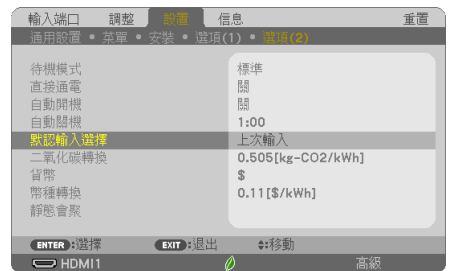 輸入端口 調整 設置 信息 重置
通用設置 • 菜單 • 安裝 • 選項(1) • 選項(2)
待機模式 標準
直接通電 關
自動開機 關
自動關機 1:00
默認輸入選擇 上次輸入
二氧化碳轉換 0.505[kg-CO2/kWh]
貨幣 $
幣種轉換 0.11[$/kWh]
靜態會聚
ENTER :選擇 EXIT :退出 :移動
HDMI1 高級